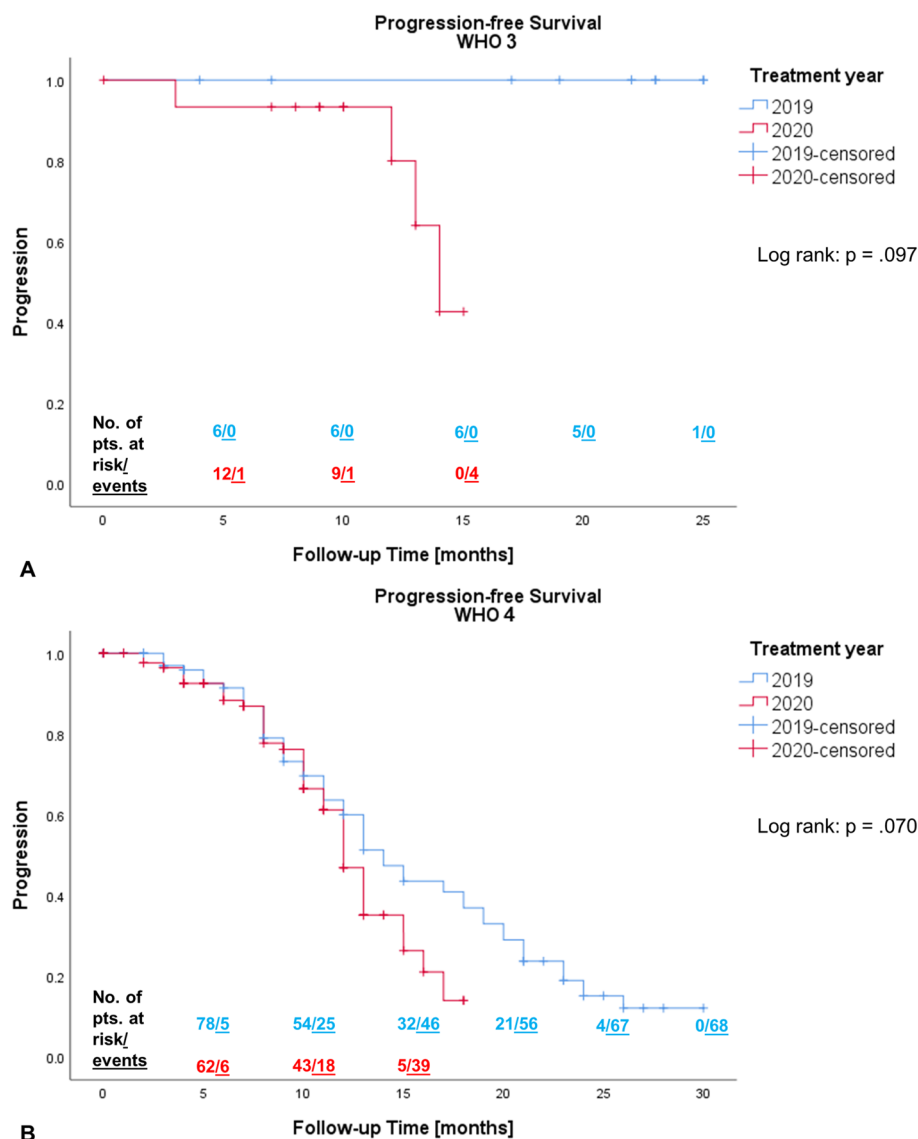 Progression-free Survival
WHO 3
Progression
1.0
0.8
0.6
0.4
0.2
0.0
Treatment year
2019
2020
2019-censored
2020-censored
Log rank: p = .097
No. of
pts. at
risk/
events
6/0 6/0 6/0 5/0 1/0
12/1 9/1 0/4
0 5 10 15 20 25
Follow-up Time [months]
A
Progression-free Survival
WHO 4
Progression
1.0
0.8
0.6
0.4
0.2
0.0
Treatment year
2019
2020
2019-censored
2020-censored
Log rank: p = .070
No. of
pts. at
risk/
events
78/5 54/25 32/46 21/56 4/67 0/68
62/6 43/18 5/39
0 5 10 15 20 25 30
Follow-up Time [months]
B